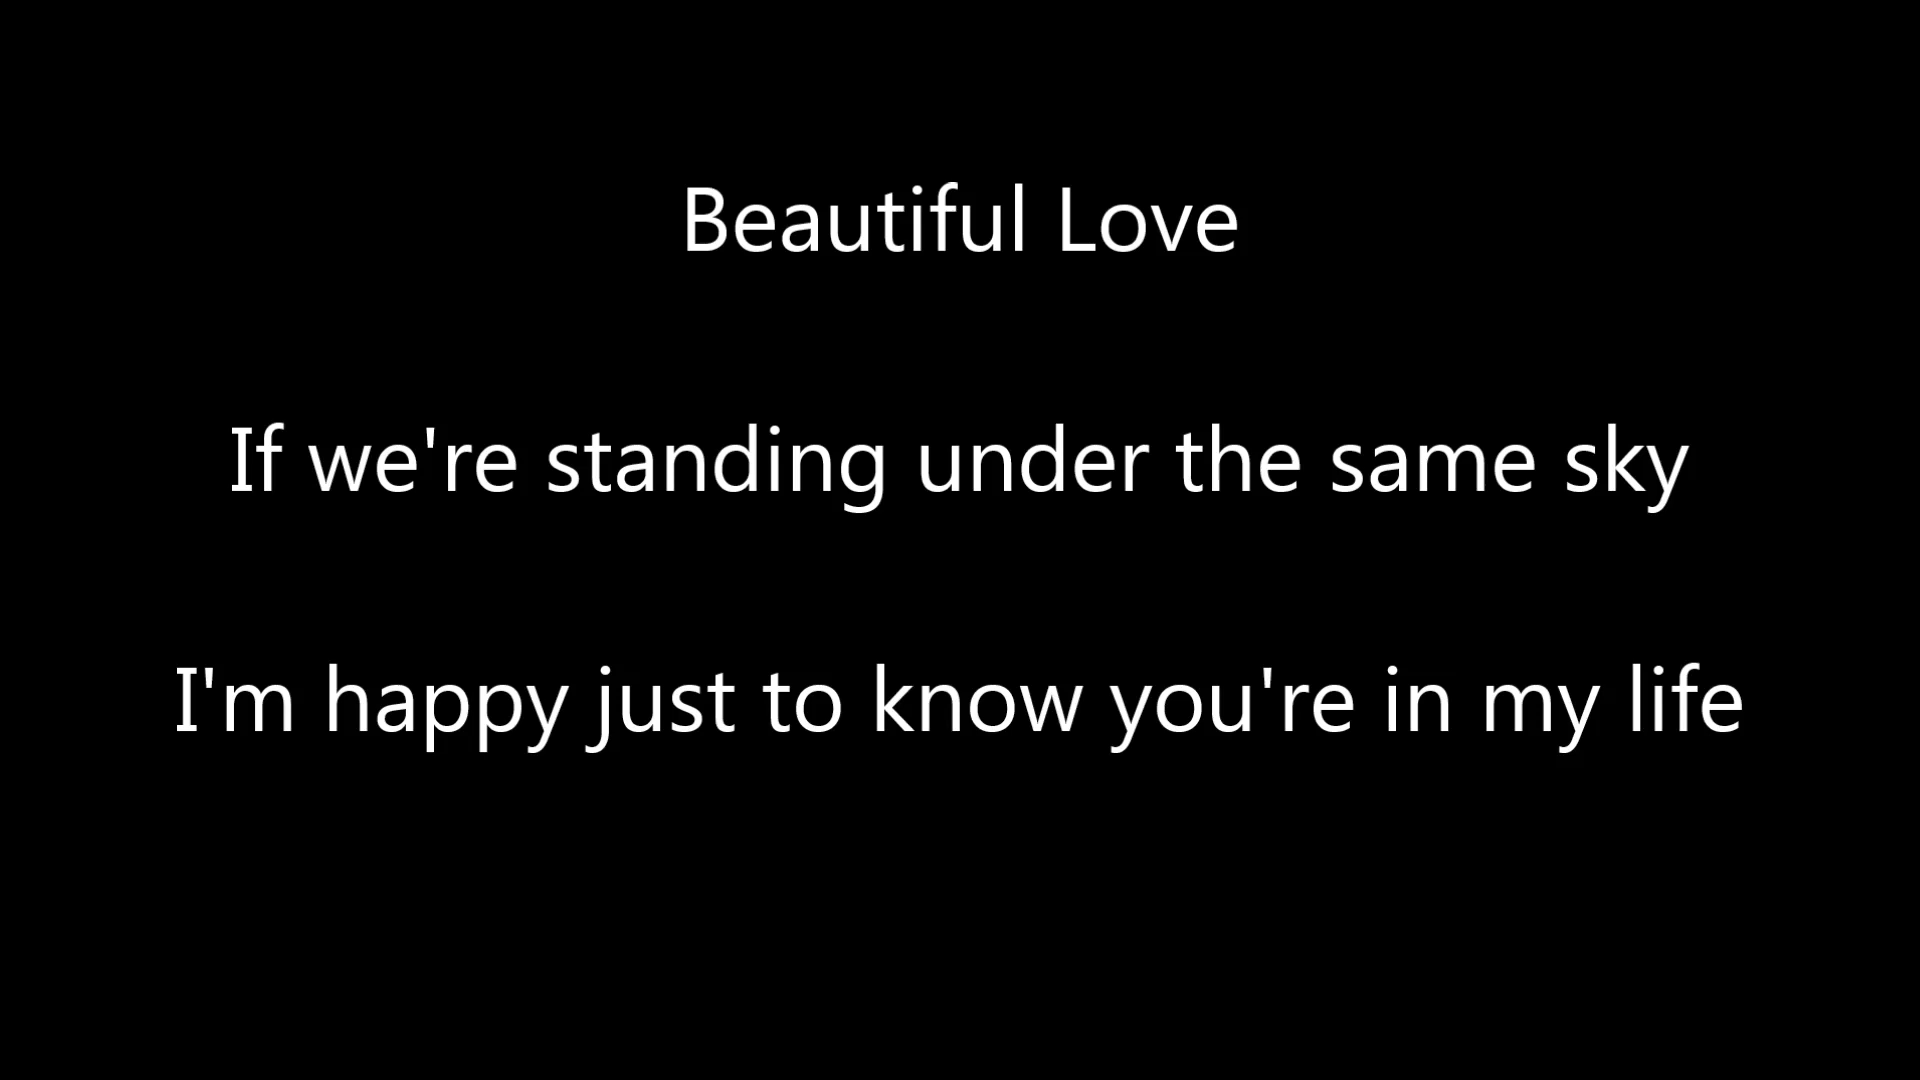 Beautiful Love
If we're standing under the same sky
I'm happy just to know you're in my life